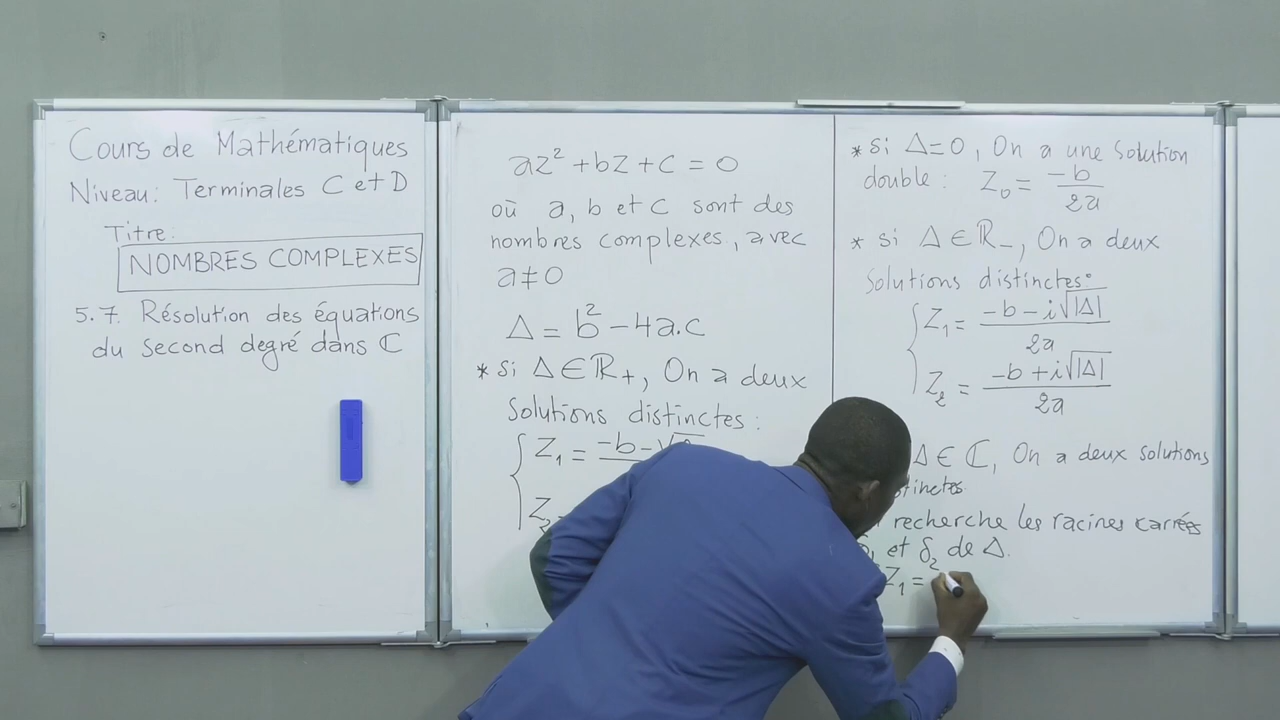 Cours de Mathématiques
Niveau: Terminales C et D
Titre:
NOMBRES COMPLEXES
5.7. Résolution des équations
du second degré dans ℂ
az² + bz + c = 0
où a, b et c sont des
nombres complexes, avec
a ≠ 0
Δ = b² - 4a.c
* si Δ ∈ ℝ₊, On a deux
Solutions distinctes:
Z₁ = -b - √
Z₂
* si Δ = 0, On a une solution
double: Z₀ = -b / 2a
* si Δ ∈ ℝ₋, On a deux
Solutions distinctes:
Z₁ = -b - i√|Δ| / 2a
Z₂ = -b + i√|Δ| / 2a
Δ ∈ ℂ, On a deux solutions
recherche les racines carrées
et δ₂ de Δ.
Z₁ =